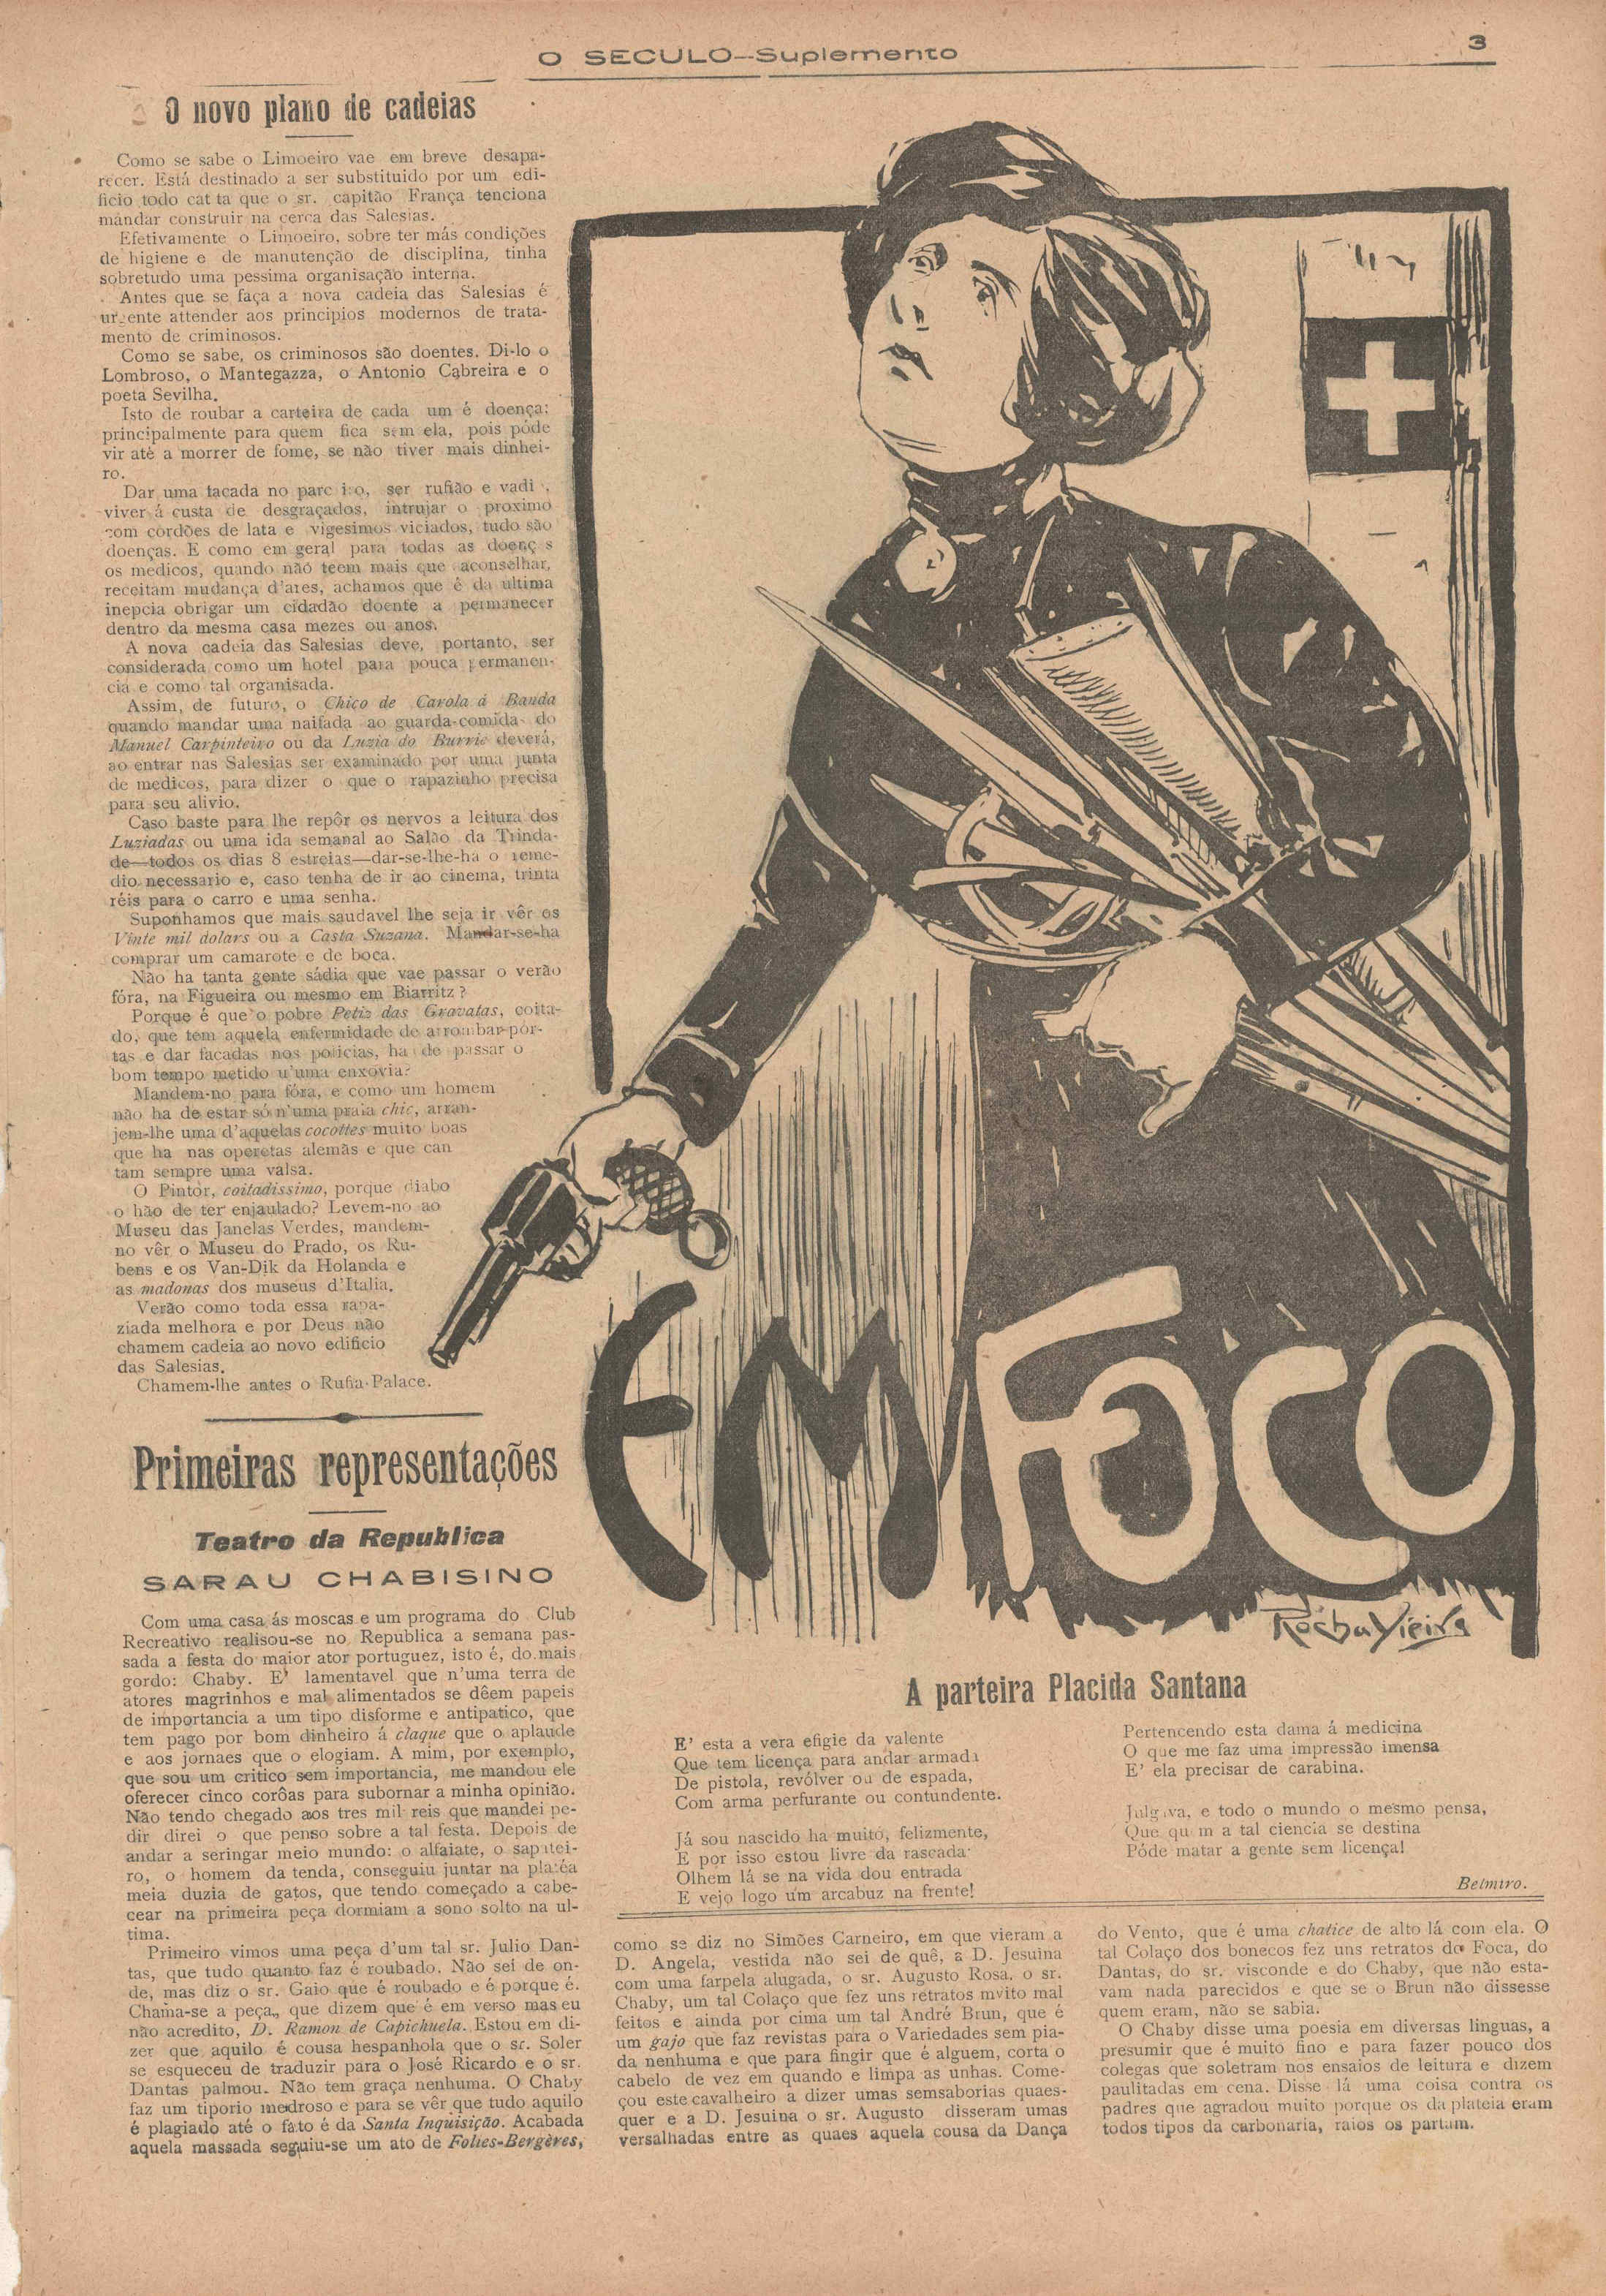 O SECULO—Suplemento
3
O novo plano de cadeias
Como se sabe o Limoeiro vae em breve desapa-
recer. Está destinado a ser substituido por um edi-
ficio todo cat ta que o sr. capitão França tenciona
mandar construir na cerca das Salesias.
Efetivamente o Limoeiro, sobre ter más condições
de higiene e de manutenção de disciplina, tinha
sobretudo uma pessima organisação interna.
Antes que se faça a nova cadeia das Salesias é
urgente attender aos principios modernos de trata-
mento de criminosos.
Como se sabe, os criminosos são doentes. Di-lo o
Lombroso, o Mantegazza, o Antonio Cabreira e o
poeta Sevilha.
Isto de roubar a carteira de cada um é doença;
principalmente para quem fica sem ela, pois póde
vir até a morrer de fome, se não tiver mais dinhei-
ro.
Dar uma facada no parceiro, ser rufião e vadi,
viver á custa de desgraçados, intrujar o proximo
com cordões de lata e vigesimos viciados, tudo são
doenças. E como em geral para todas as doenç s
os medicos, quando não teem mais que aconselhar,
receitam mudança d'ares, achamos que é da ultima
inepcia obrigar um cidadão doente a permanecer
dentro da mesma casa mezes ou anos.
A nova cadeia das Salesias deve, portanto, ser
considerada como um hotel para pouca permanen-
cia e como tal organisada.
Assim, de futuro, o Chico de Carola á Banda
quando mandar uma naifada ao guarda-comida do
Manuel Carpinteiro ou da Luzia do Burric deverá,
ao entrar nas Salesias ser examinado por uma junta
de medicos, para dizer o que o rapazinho precisa
para seu alivio.
Caso baste para lhe repôr os nervos a leitura dos
Luziadas ou uma ida semanal ao Salão da Trinda-
de—todos os dias 8 estreias—dar-se-lhe-ha o reme-
dio necessario e, caso tenha de ir ao cinema, trinta
réis para o carro e uma senha.
Suponhamos que mais saudavel lhe seja ir vêr os
Vinte mil dolars ou a Casta Suzana. Mandar-se-ha
comprar um camarote e de boca.
Não ha tanta gente sádia que vae passar o verão
fóra, na Figueira ou mesmo em Biarritz?
Porque é que o pobre Petiz das Gravatas, coita-
do, que tem aquela enfermidade de arrombar por-
tas e dar facadas nos policias, ha de passar o
bom tempo metido n'uma enxovia?
Mandem-no para fóra, e como um homem
não ha de estar só n'uma praia chic, arran-
jem-lhe uma d'aquelas cocottes muito boas
que ha nas operetas alemãs e que can
tam sempre uma valsa.
O Pintor, coitadissimo, porque diabo
o hão de ter enjaulado? Levem-no ao
Museu das Janelas Verdes, mandem-
no vêr o Museu do Prado, os Ru-
bens e os Van-Dik da Holanda e
as madonas dos museus d'Italia.
Verão como toda essa rapa-
ziada melhora e por Deus não
chamem cadeia ao novo edificio
das Salesias.
Chamem-lhe antes o Rufia-Palace.
Primeiras representações
Teatro da Republica
SARAU CHABISINO
Com uma casa ás moscas e um programa do Club
Recreativo realisou-se no Republica a semana pas-
sada a festa do maior ator portuguez, isto é, do mais
gordo: Chaby. E' lamentavel que n'uma terra de
atores magrinhos e mal alimentados se dêem papeis
de importancia a um tipo disforme e antipatico, que
tem pago por bom dinheiro á claque que o aplaude
e aos jornaes que o elogiam. A mim, por exemplo,
que sou um critico sem importancia, me mandou ele
oferecer cinco corôas para subornar a minha opinião.
Não tendo chegado aos tres mil reis que mandei pe-
dir direi o que penso sobre a tal festa. Depois de
andar a seringar meio mundo: o alfaiate, o sapatei-
ro, o homem da tenda, conseguiu juntar na platéa
meia duzia de gatos, que tendo começado a cabe-
cear na primeira peça dormiam a sono solto na ul-
tima.
Primeiro vimos uma peça d'um tal sr. Julio Dan-
tas, que tudo quanto faz é roubado. Não sei de on-
de, mas diz o sr. Gaio que é roubado e é porque é.
Chama-se a peça, que dizem que é em verso mas eu
não acredito, D. Ramon de Capichuela. Estou em di-
zer que aquilo é cousa hespanhola que o sr. Soler
se esqueceu de traduzir para o José Ricardo e o sr.
Dantas palmou. Não tem graça nenhuma. O Chaby
faz um tiporio medroso e para se vêr que tudo aquilo
é plagiado até o fato é da Santa Inquisição. Acabada
aquela massada seguiu-se um ato de Folies-Bergères,
EM FOCO
Rocha Vieira
A parteira Placida Santana
E' esta a vera efigie da valente
Que tem licença para andar armada
De pistola, revólver ou de espada,
Com arma perfurante ou contundente.
Já sou nascido ha muito, felizmente,
E por isso estou livre da rascada
Olhem lá se na vida dou entrada
E vejo logo um arcabuz na frente!
Pertencendo esta dama á medicina
O que me faz uma impressão imensa
E' ela precisar de carabina.
Julgava, e todo o mundo o mesmo pensa,
Que quem a tal ciencia se destina
Póde matar a gente sem licença!
Belmiro.
como se diz no Simões Carneiro, em que vieram a
D. Angela, vestida não sei de quê, a D. Jesuina
com uma farpela alugada, o sr. Augusto Rosa, o sr.
Chaby, um tal Colaço que fez uns retratos mvito mal
feitos e ainda por cima um tal André Brun, que é
um gajo que faz revistas para o Variedades sem pia-
da nenhuma e que para fingir que é alguem, corta o
cabelo de vez em quando e limpa as unhas. Come-
çou este cavalheiro a dizer umas semsaborias quaes-
quer e a D. Jesuina o sr. Augusto disseram umas
versalhadas entre as quaes aquela cousa da Dança
do Vento, que é uma chatice de alto lá com ela. O
tal Colaço dos bonecos fez uns retratos do Foca, do
Dantas, do sr. visconde e do Chaby, que não esta-
vam nada parecidos e que se o Brun não dissesse
quem eram, não se sabia.
O Chaby disse uma poesia em diversas linguas, a
presumir que é muito fino e para fazer pouco dos
colegas que soletram nos ensaios de leitura e dizem
paulitadas em cena. Disse lá uma coisa contra os
padres que agradou muito porque os da plateia eram
todos tipos da carbonaria, raios os partam.